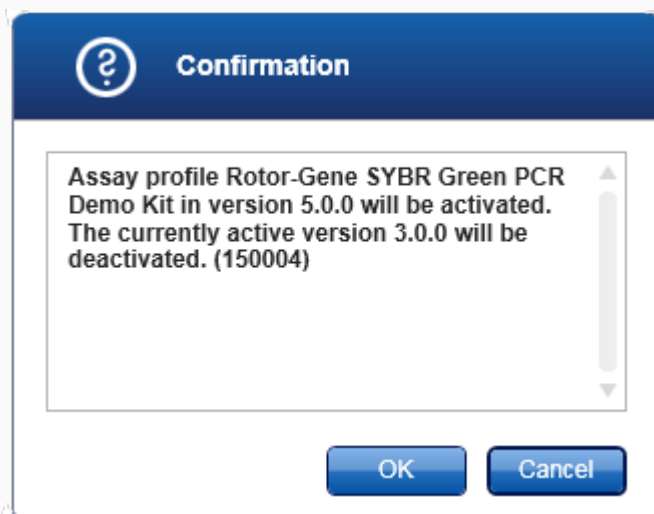 Confirmation
Assay profile Rotor-Gene SYBR Green PCR
Demo Kit in version 5.0.0 will be activated.
The currently active version 3.0.0 will be
deactivated. (150004)
OK
Cancel